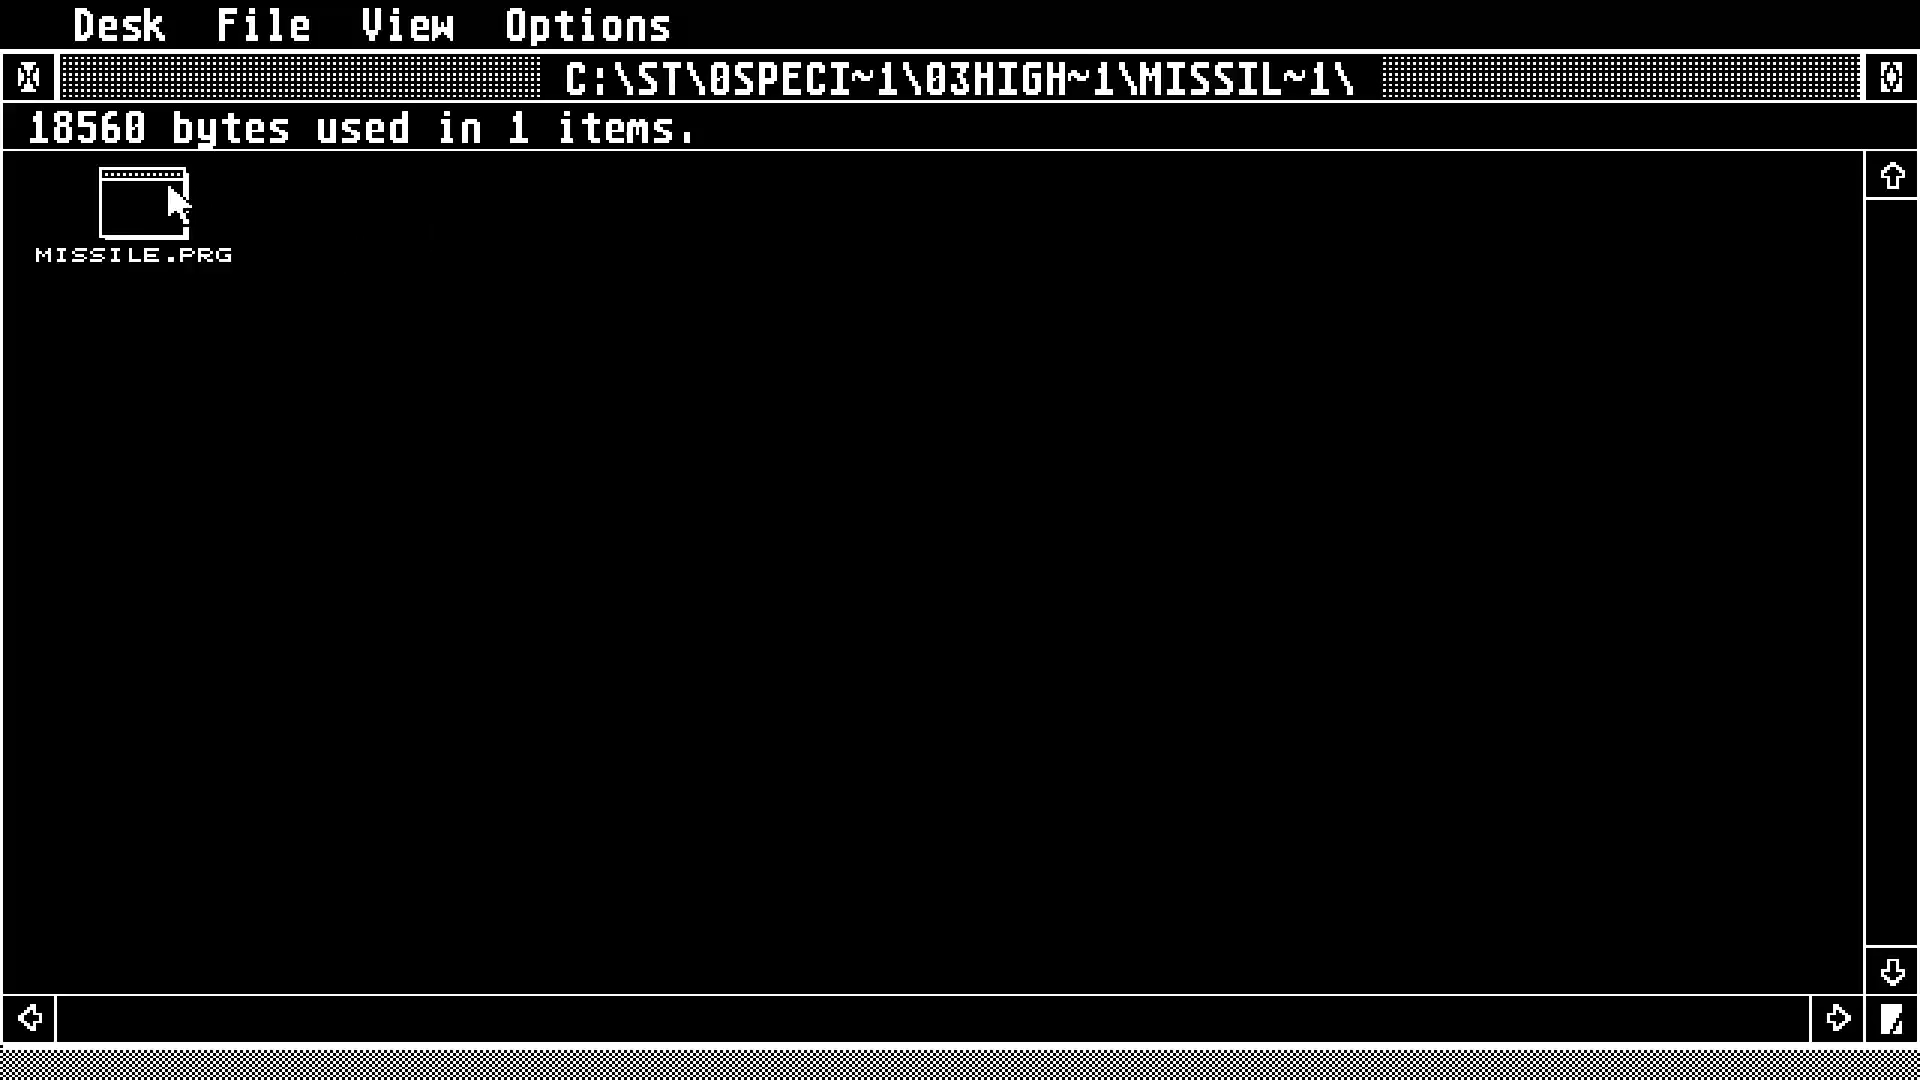 Desk File View Options
C:\ST\0SPECI~1\03HIGH~1\MISSIL~1\
18560 bytes used in 1 items.
MISSILE.PRG